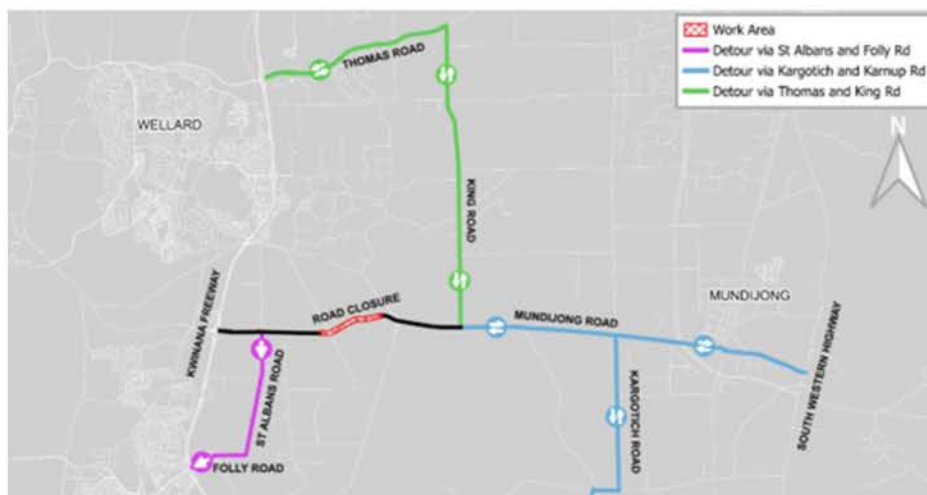 Work Area
Detour via St Albans and Folly Rd
Detour via Kargotich and Karnup Rd
Detour via Thomas and King Rd
THOMAS ROAD
WELLARD
N
KING ROAD
ROAD CLOSURE
MUNDIJONG ROAD
MUNDIJONG
KWINANA FREEWAY
ST ALBANS ROAD
KARGOTICH ROAD
SOUTH WESTERN HIGHWAY
FOLLY ROAD